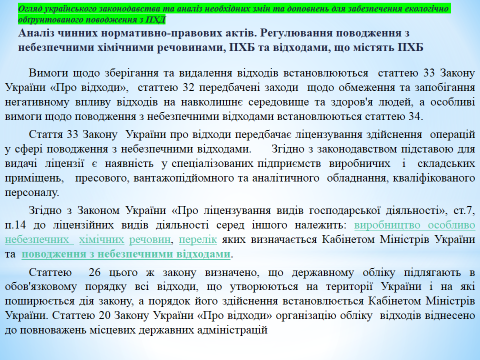 Огляд українського законодавства та аналіз необхідних змін та доповнень для забезпечення екологічно
обґрунтованого поводження з ПХД
Аналіз чинних нормативно-правових актів. Регулювання поводження з
небезпечними хімічними речовинами, ПХБ та відходами, що містять ПХБ
Вимоги щодо зберігання та видалення відходів встановлюються статтею 33 Закону
України «Про відходи», статтею 32 передбачені заходи щодо обмеження та запобігання
негативному впливу відходів на навколишнє середовище та здоров'я людей, а особливі
вимоги щодо поводження з небезпечними відходами встановлюються статтею 34.
Стаття 33 Закону України про відходи передбачає ліцензування здійснення операцій
у сфері поводження з небезпечними відходами. Згідно з законодавством підставою для
видачі ліцензії є наявність у спеціалізованих підприємств виробничих і складських
приміщень, пресового, вантажопідйомного та аналітичного обладнання, кваліфікованого
персоналу.
Згідно з Законом України «Про ліцензування видів господарської діяльності», ст.7,
п.14 до ліцензійних видів діяльності серед іншого належить: виробництво особливо
небезпечних хімічних речовин, перелік яких визначається Кабінетом Міністрів України
та поводження з небезпечними відходами.
Статтею 26 цього ж закону визначено, що державному обліку підлягають в
обов'язковому порядку всі відходи, що утворюються на території України і на які
поширюється дія закону, а порядок його здійснення встановлюється Кабінетом Міністрів
України. Статтею 20 Закону України «Про відходи» організацію обліку відходів віднесено
до повноважень місцевих державних адміністрацій